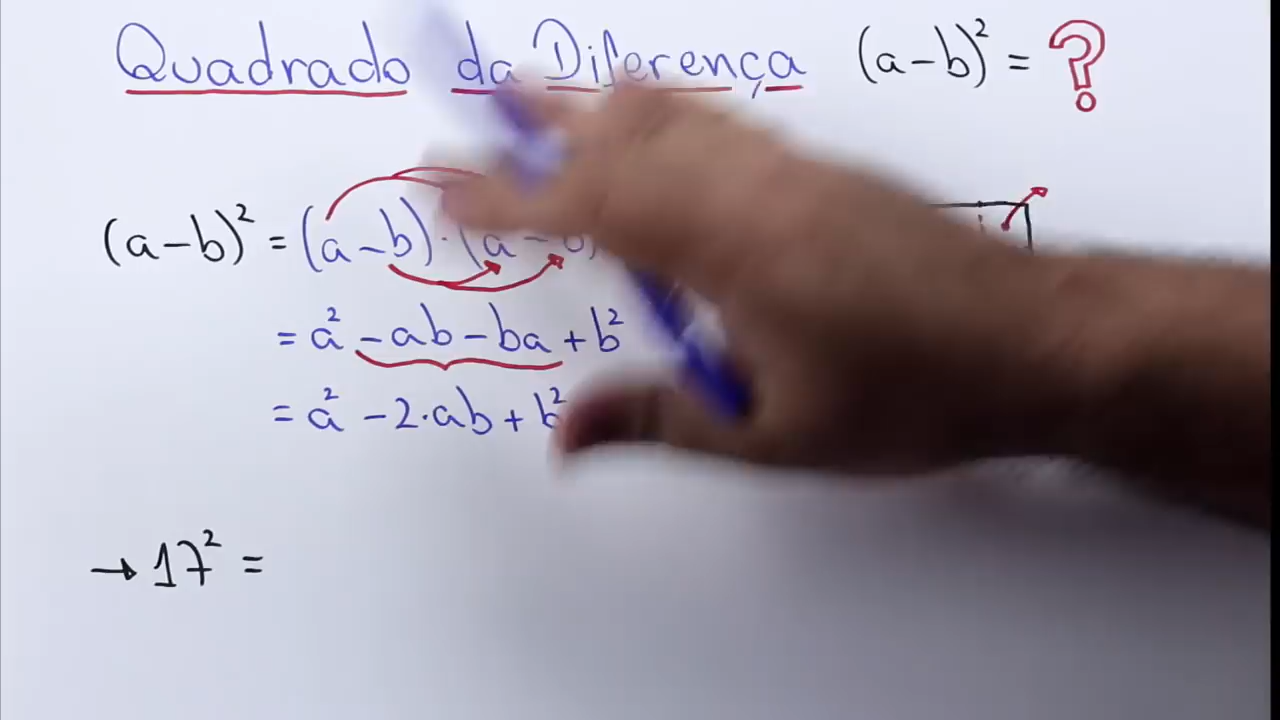 Quadrado da Diferença (a-b)² = ?
(a-b)² = (a-b)·(a-b)
= a² - ab - ba + b²
= a² - 2·ab + b²
→ 17² =